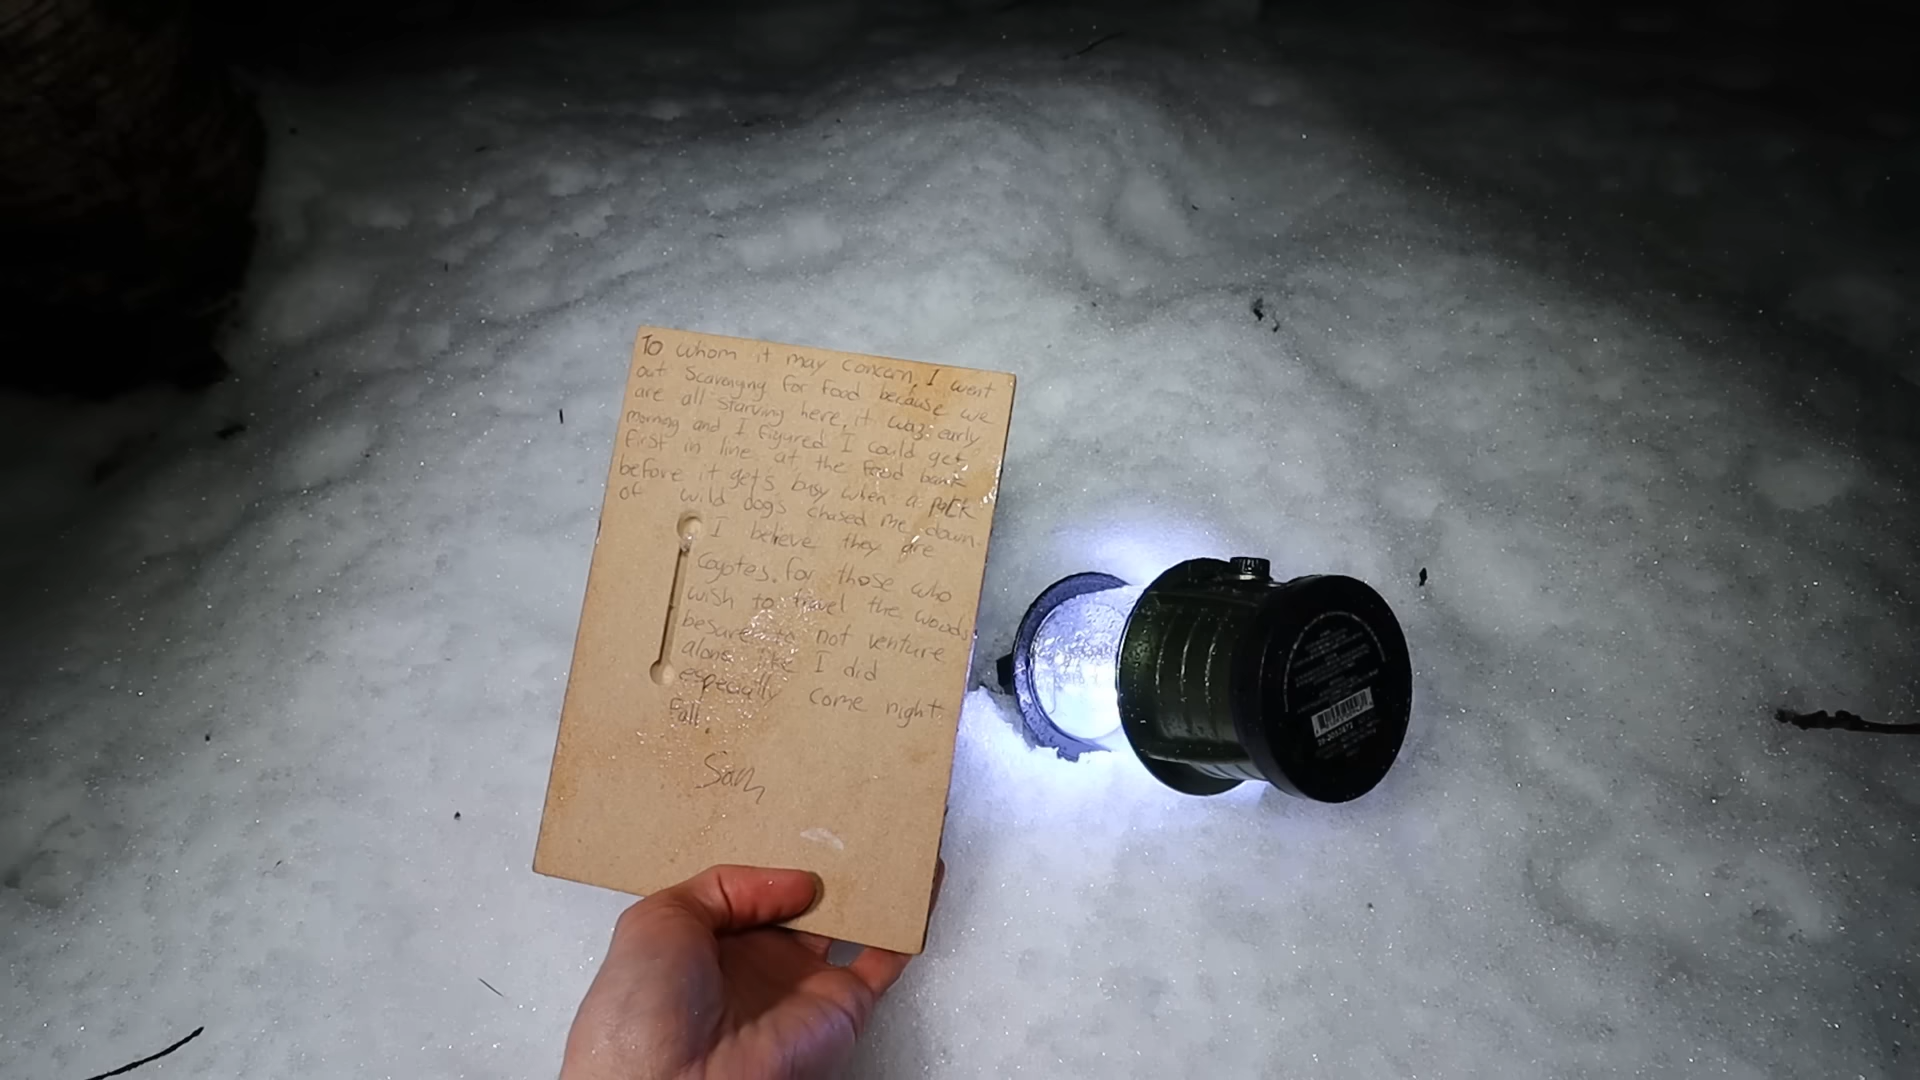 To whom it may concern, I went
out Scavenging for food because we
are all starving here, it was early
morning and I figured I could get
first in line at the food bank
before it gets busy when a pack
of wild dogs chased me down.
I believe they are
Coyotes. for those who
wish to travel the woods
besure to not venture
alone like I did
especially come night
fall.
Sam